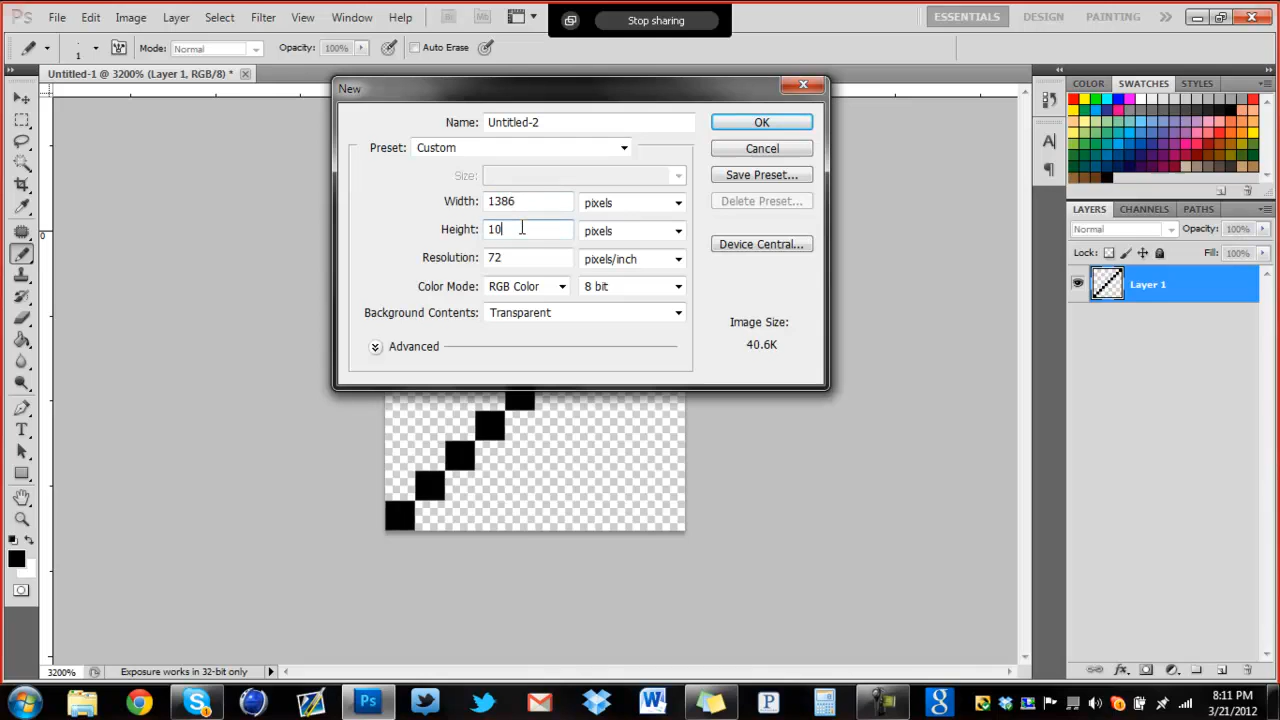 Ps File Edit Image Layer Select Filter View Window Help Br Mb Stop sharing ESSENTIALS DESIGN PAINTING
1 Mode: Normal Opacity: 100% Auto Erase
Untitled-1 @ 3200% (Layer 1, RGB/8) *
New
Name: Untitled-2 OK
Preset: Custom Cancel
Size: Save Preset...
Width: 1386 pixels Delete Preset...
Height: 10 pixels
Resolution: 72 pixels/inch Device Central...
Color Mode: RGB Color 8 bit
Background Contents: Transparent
Image Size:
Advanced 40.6K
COLOR SWATCHES STYLES
LAYERS CHANNELS PATHS
Normal Opacity: 100%
Lock: Fill: 100%
Layer 1
3200% Exposure works in 32-bit only
8:11 PM
3/21/2012